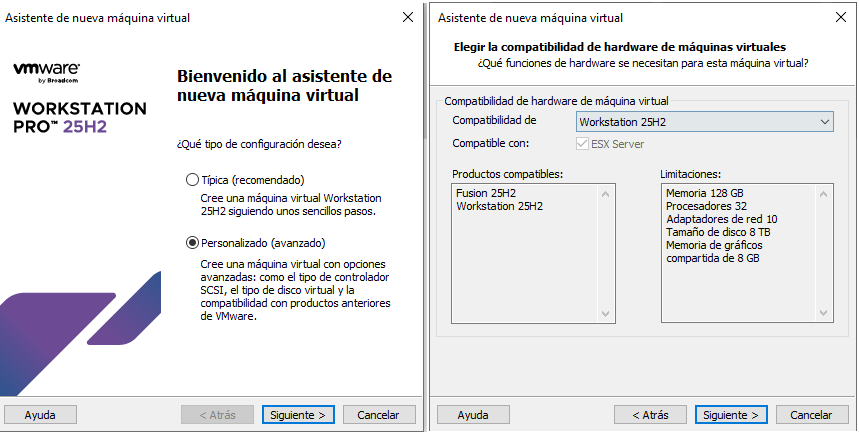 Asistente de nueva máquina virtual
vmware
by Broadcom
WORKSTATION
PRO™ 25H2
Bienvenido al asistente de
nueva máquina virtual
¿Qué tipo de configuración desea?
Típica (recomendado)
Cree una máquina virtual Workstation
25H2 siguiendo unos sencillos pasos.
Personalizado (avanzado)
Cree una máquina virtual con opciones
avanzadas: como el tipo de controlador
SCSI, el tipo de disco virtual y la
compatibilidad con productos anteriores
de VMware.
Ayuda
< Atrás
Siguiente >
Cancelar
Asistente de nueva máquina virtual
Elegir la compatibilidad de hardware de máquinas virtuales
¿Qué funciones de hardware se necesitan para esta máquina virtual?
Compatibilidad de hardware de máquina virtual
Compatibilidad de
Workstation 25H2
Compatible con:
ESX Server
Productos compatibles:
Fusion 25H2
Workstation 25H2
Limitaciones:
Memoria 128 GB
Procesadores 32
Adaptadores de red 10
Tamaño de disco 8 TB
Memoria de gráficos
compartida de 8 GB
Ayuda
< Atrás
Siguiente >
Cancelar